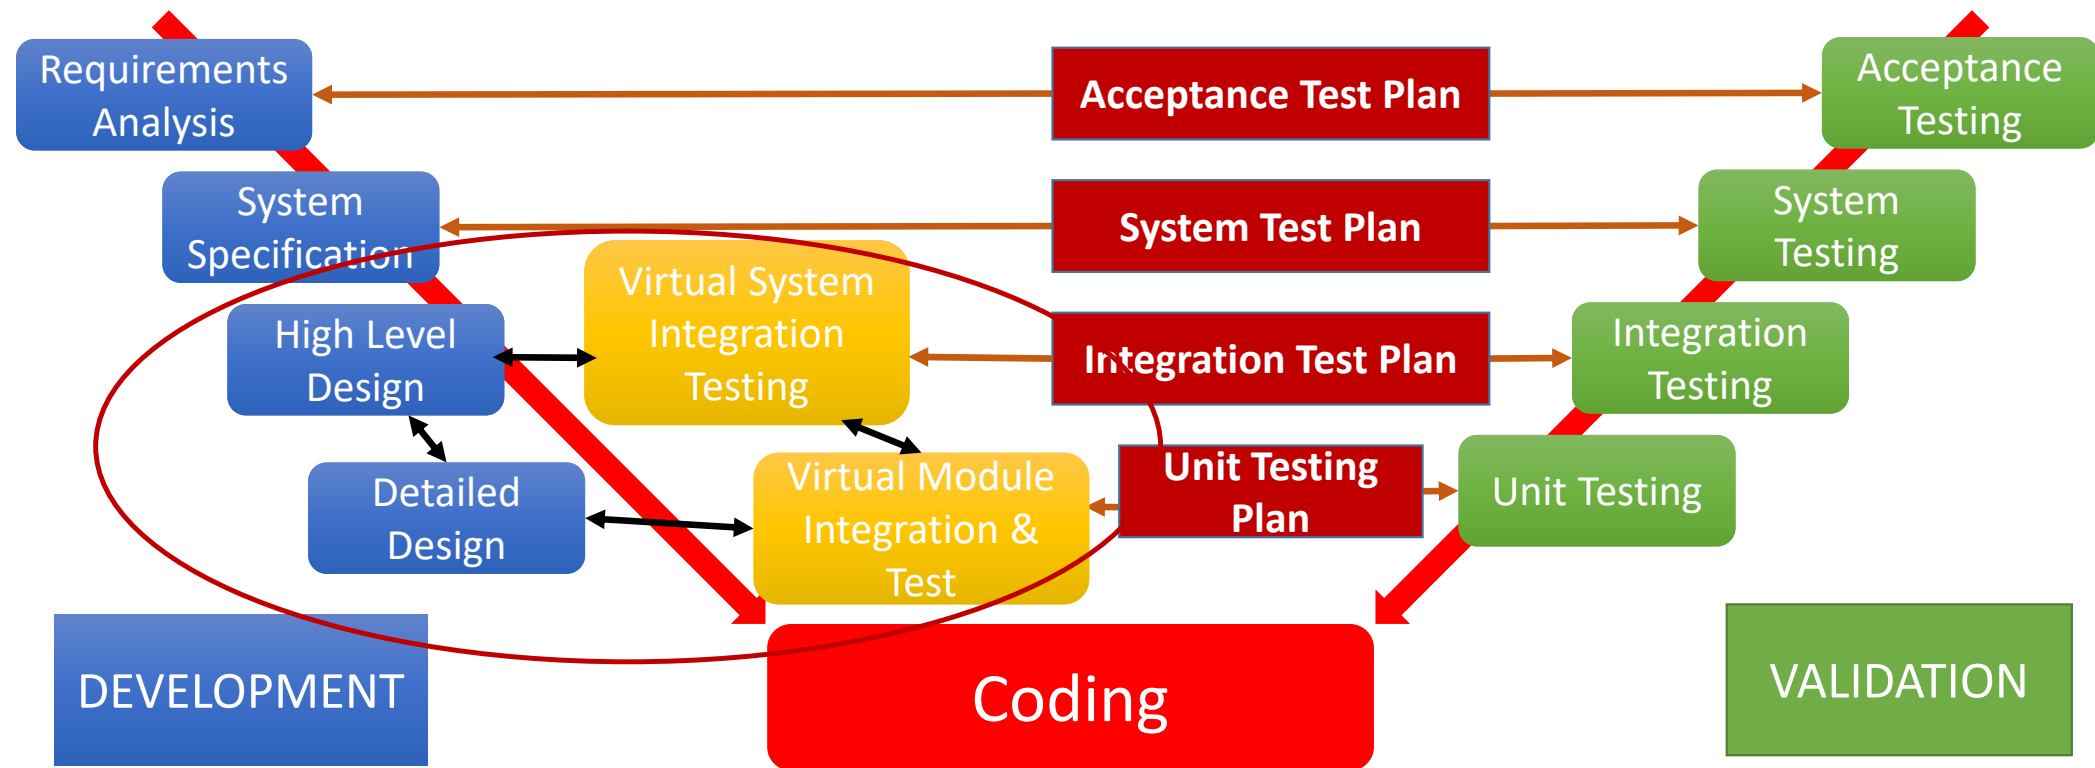 Requirements
Analysis
Acceptance Test Plan
Acceptance
Testing
System
Specification
System Test Plan
System
Testing
High Level
Design
Virtual System
Integration
Testing
Integration Test Plan
Integration
Testing
Detailed
Design
Virtual Module
Integration &
Test
Unit Testing
Plan
Unit Testing
DEVELOPMENT
Coding
VALIDATION